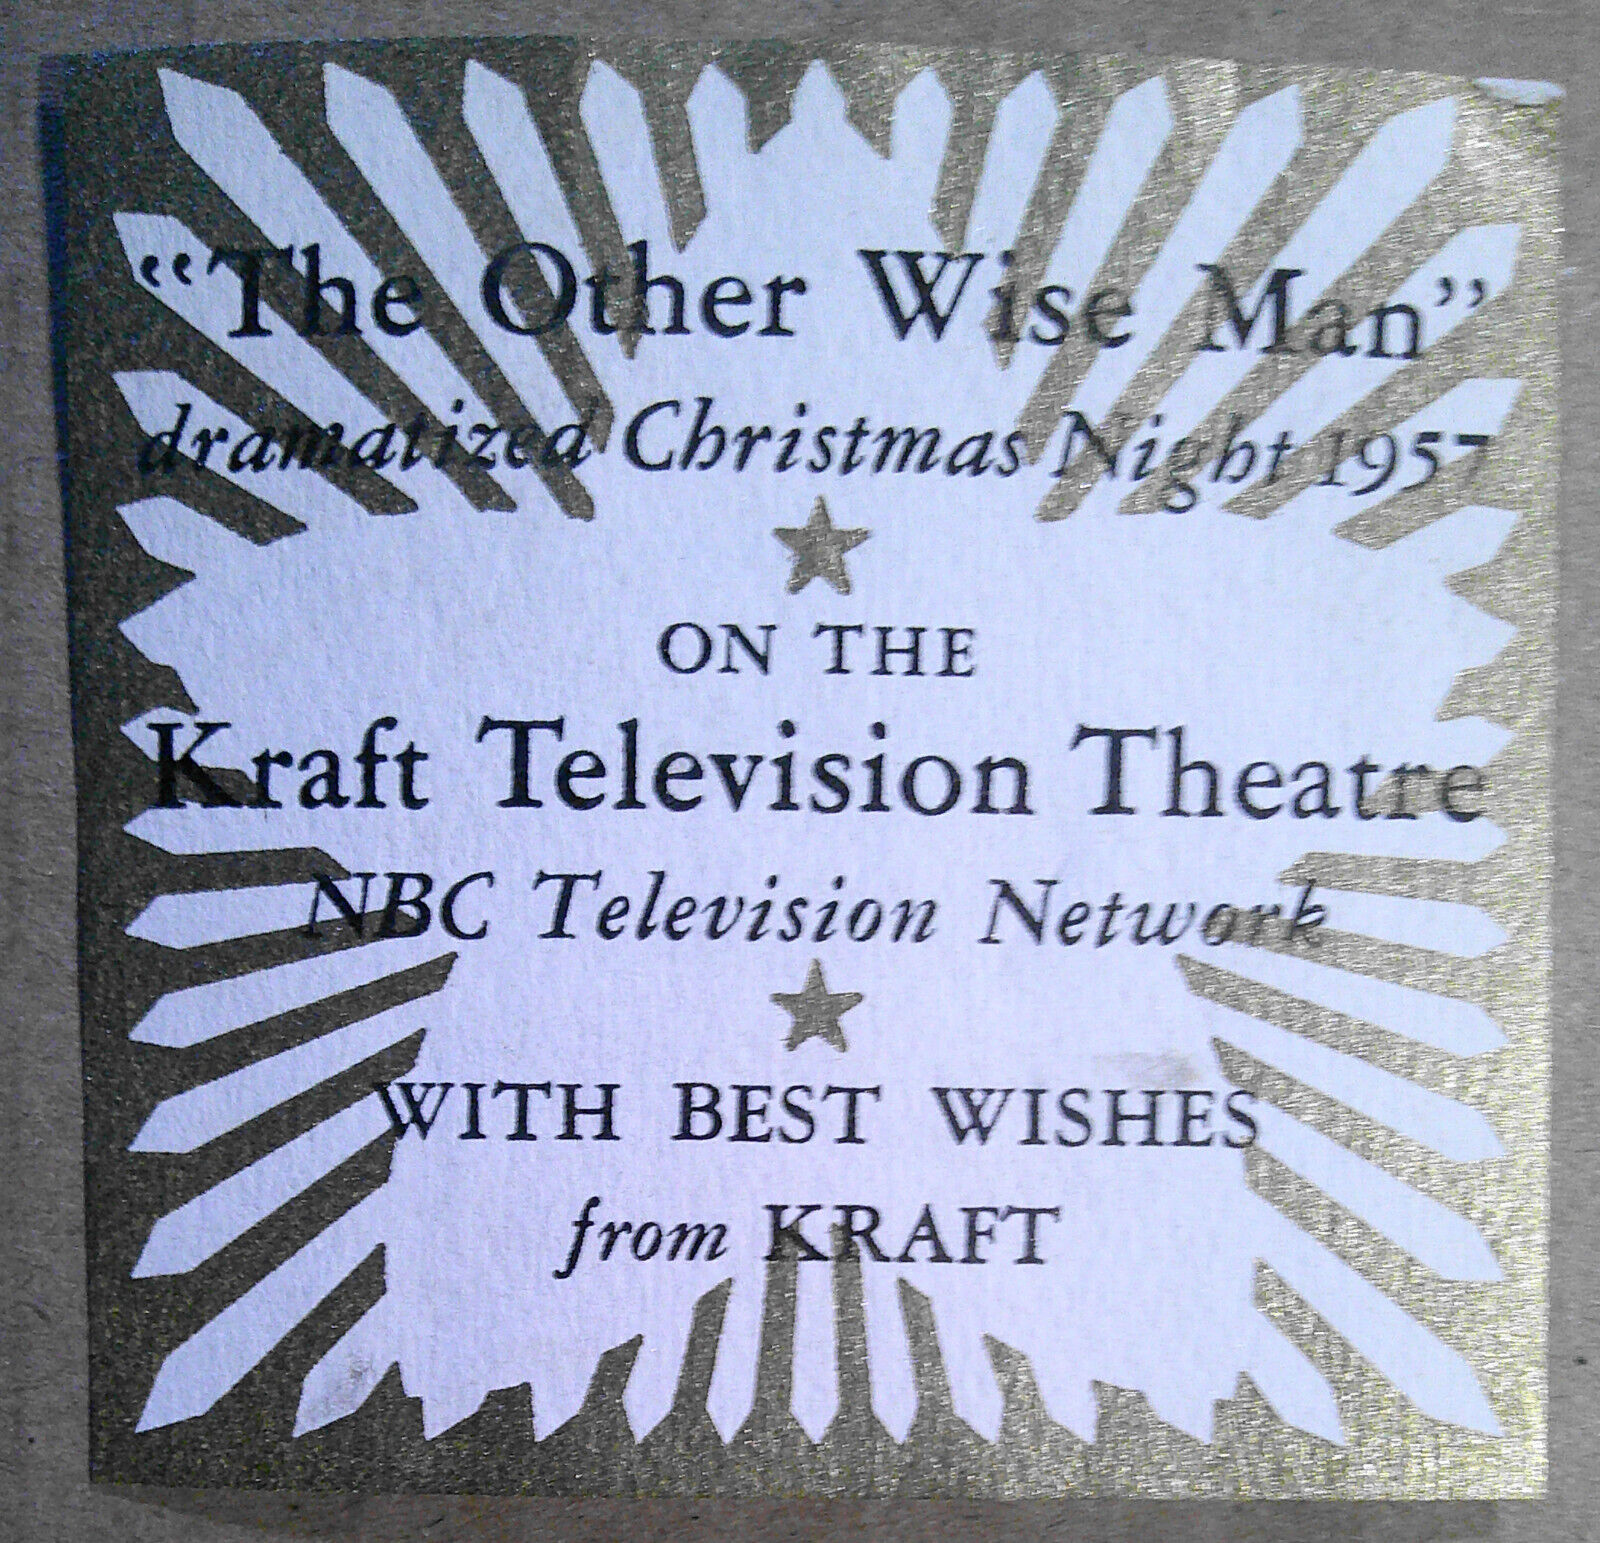 “The Other Wise Man”
dramatized Christmas Night 1957
ON THE
Kraft Television Theatre
NBC Television Network
WITH BEST WISHES
from KRAFT